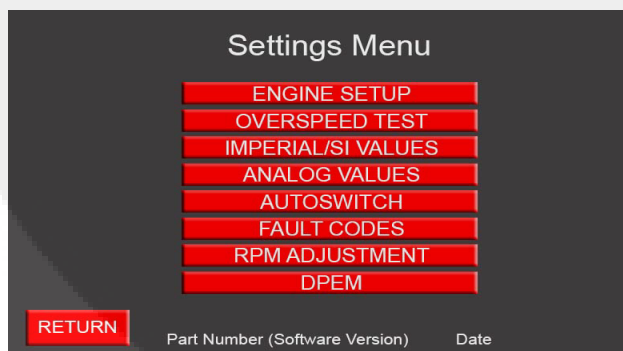 Settings Menu
ENGINE SETUP
OVERSPEED TEST
IMPERIAL/SI VALUES
ANALOG VALUES
AUTOSWITCH
FAULT CODES
RPM ADJUSTMENT
DPEM
RETURN
Part Number (Software Version) Date